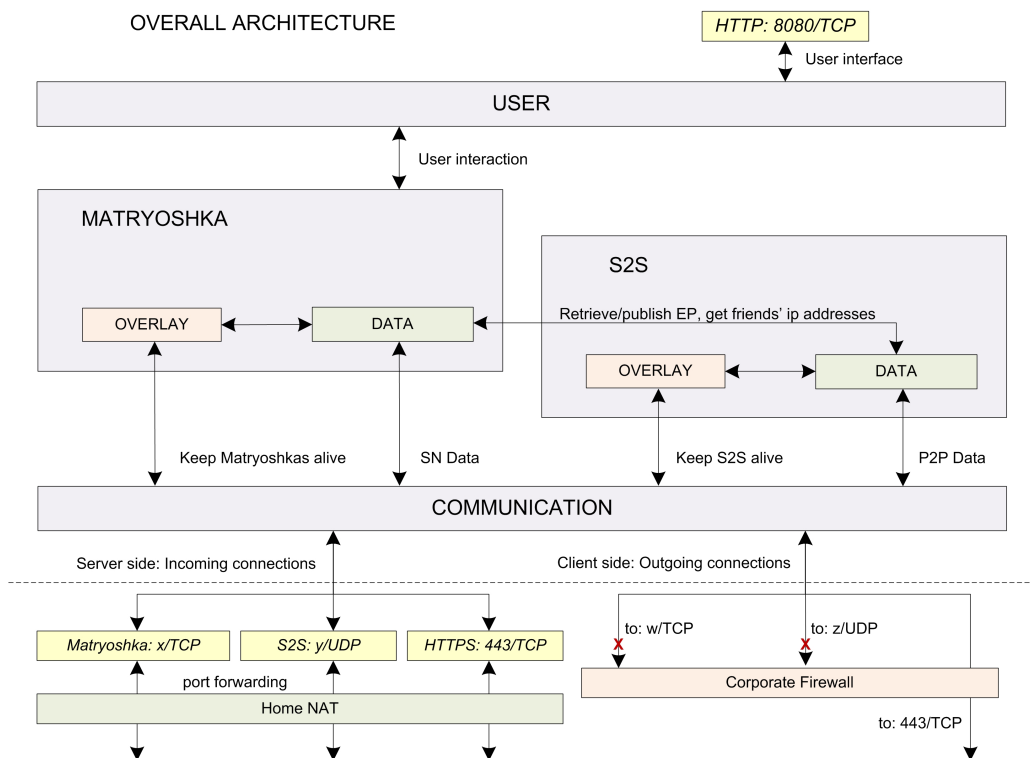 OVERALL ARCHITECTURE
HTTP: 8080/TCP
User interface
USER
User interaction
MATRYOSHKA
S2S
OVERLAY
DATA
Retrieve/publish EP, get friends' ip addresses
OVERLAY
DATA
Keep Matryoshkas alive
SN Data
Keep S2S alive
P2P Data
COMMUNICATION
Server side: Incoming connections
Client side: Outgoing connections
Matryoshka: x/TCP
S2S: y/UDP
HTTPS: 443/TCP
to: w/TCP
to: z/UDP
port forwarding
Corporate Firewall
Home NAT
to: 443/TCP